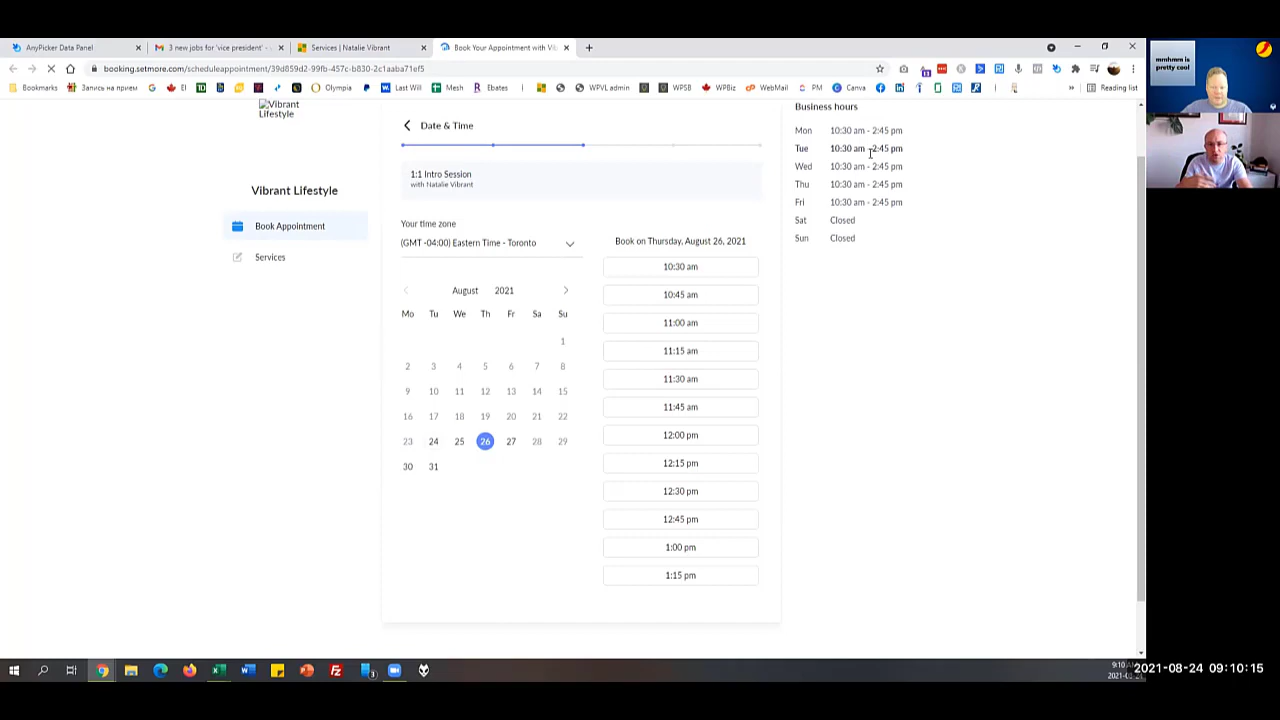 AnyPicker Data Panel
3 new jobs for 'vice president' -
Services | Natalie Vibrant
Book Your Appointment with Vib
booking.setmore.com/scheduleappointment/39d859d2-99fb-457c-b830-2c1aaba71ef5
Bookmarks
Запись на прием
EI
Olympia
Last Will
Mesh
Ebates
WPVL admin
WPSB
WPBiz
WebMail
PM
Canva
Reading list
Vibrant
Lifestyle
Vibrant Lifestyle
Book Appointment
Services
Date & Time
1:1 Intro Session
with Natalie Vibrant
Your time zone
(GMT -04:00) Eastern Time - Toronto
August 2021
Mo Tu We Th Fr Sa Su
1
2 3 4 5 6 7 8
9 10 11 12 13 14 15
16 17 18 19 20 21 22
23 24 25 26 27 28 29
30 31
Book on Thursday, August 26, 2021
10:30 am
10:45 am
11:00 am
11:15 am
11:30 am
11:45 am
12:00 pm
12:15 pm
12:30 pm
12:45 pm
1:00 pm
1:15 pm
Business hours
Mon 10:30 am - 2:45 pm
Tue 10:30 am - 2:45 pm
Wed 10:30 am - 2:45 pm
Thu 10:30 am - 2:45 pm
Fri 10:30 am - 2:45 pm
Sat Closed
Sun Closed
mmhmm is
pretty cool
2021-08-24 09:10:15